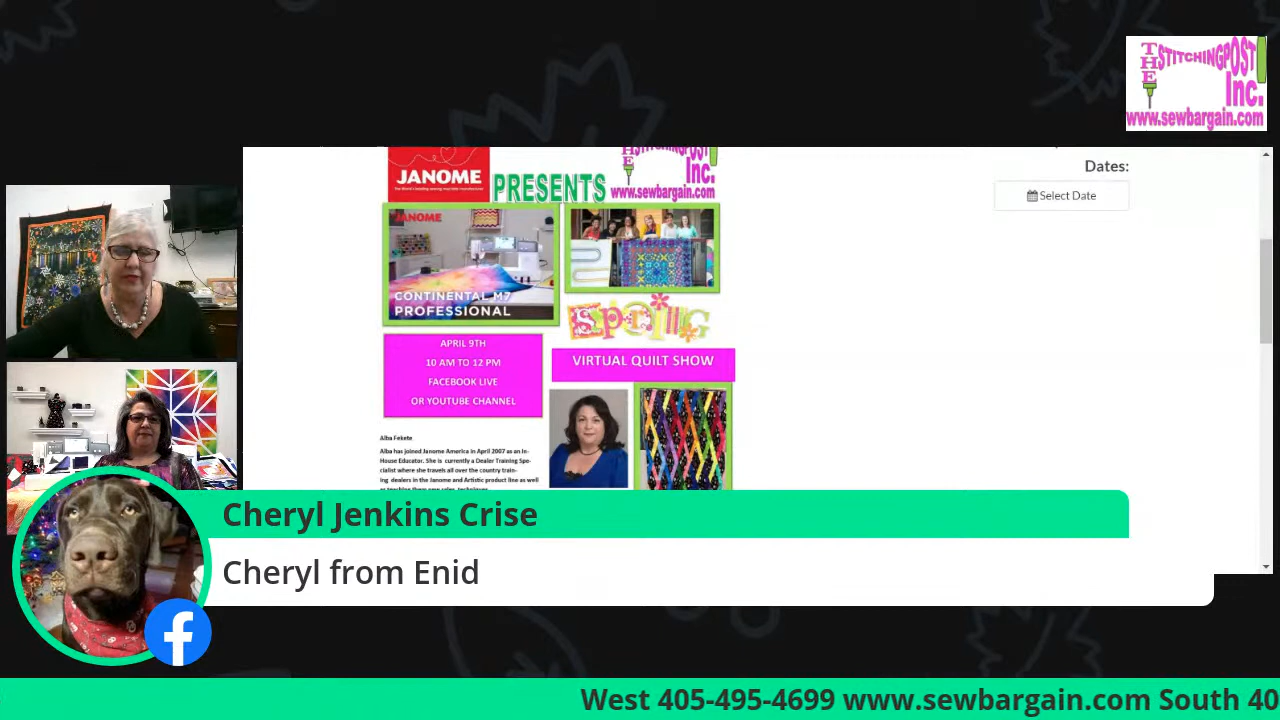 THE STITCHINGPOST Inc.
www.sewbargain.com
Dates:
Select Date
JANOME
PRESENTS
Inc.
www.sewbargain.com
JANOME
CONTINENTAL M7
PROFESSIONAL
spring
APRIL 9TH
10 AM TO 12 PM
FACEBOOK LIVE
OR YOUTUBE CHANNEL
VIRTUAL QUILT SHOW
Alba Fekete
Alba has joined Janome America in April 2007 as an In-
House Educator. She is currently a Dealer Training Spe-
cialist where she travels all over the country train-
ing dealers in the Janome and Artistic product line as well
Cheryl Jenkins Crise
Cheryl from Enid
West 405-495-4699 www.sewbargain.com South 40